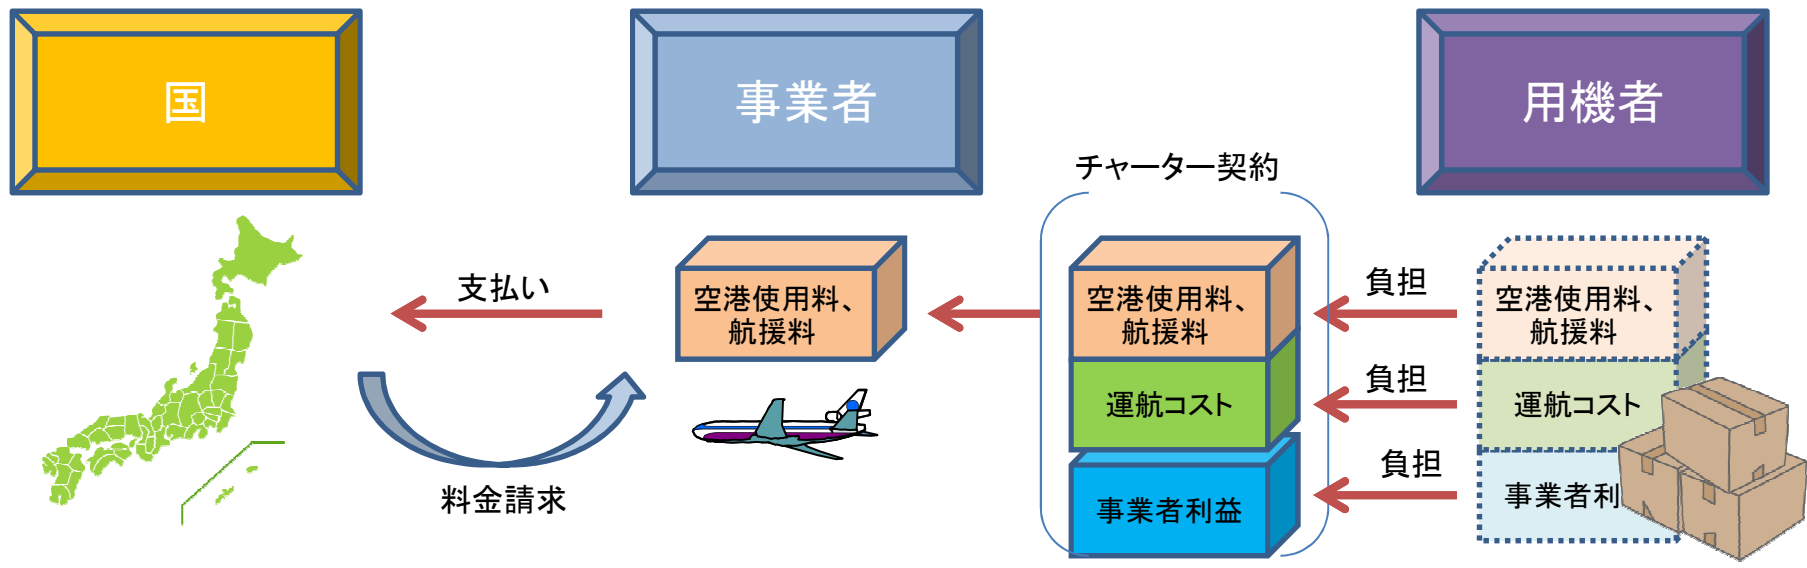 国
事業者
用機者
チャーター契約
支払い
空港使用料、
航援料
空港使用料、
航援料
負担
空港使用料、
航援料
運航コスト
負担
運航コスト
料金請求
事業者利益
負担
事業者利